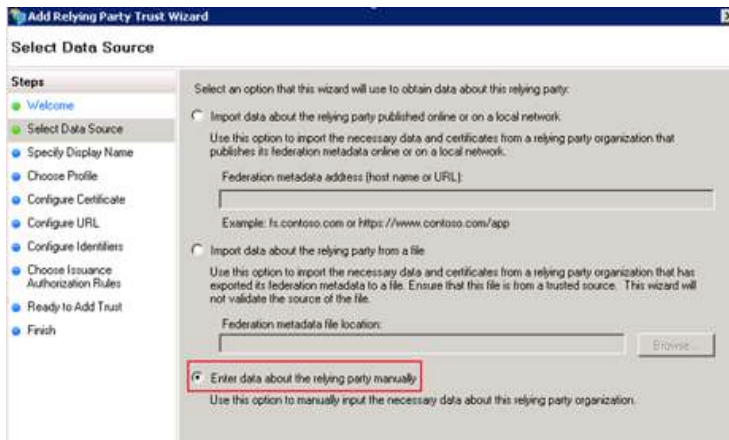 Add Relying Party Trust Wizard
Select Data Source
Steps
Welcome
Select Data Source
Specify Display Name
Choose Profile
Configure Certificate
Configure URL
Configure Identifiers
Choose Issuance
Authorization Rules
Ready to Add Trust
Finish
Select an option that this wizard will use to obtain data about this relying party:
Import data about the relying party published online or on a local network
Use this option to import the necessary data and certificates from a relying party organization that
publishes its federation metadata online or on a local network.
Federation metadata address (host name or URL):
Example: fs.contoso.com or https://www.contoso.com/app
Import data about the relying party from a file
Use this option to import the necessary data and certificates from a relying party organization that has
exported its federation metadata to a file. Ensure that this file is from a trusted source. This wizard will
not validate the source of the file.
Federation metadata file location:
Browse...
Enter data about the relying party manually
Use this option to manually input the necessary data about this relying party organization.